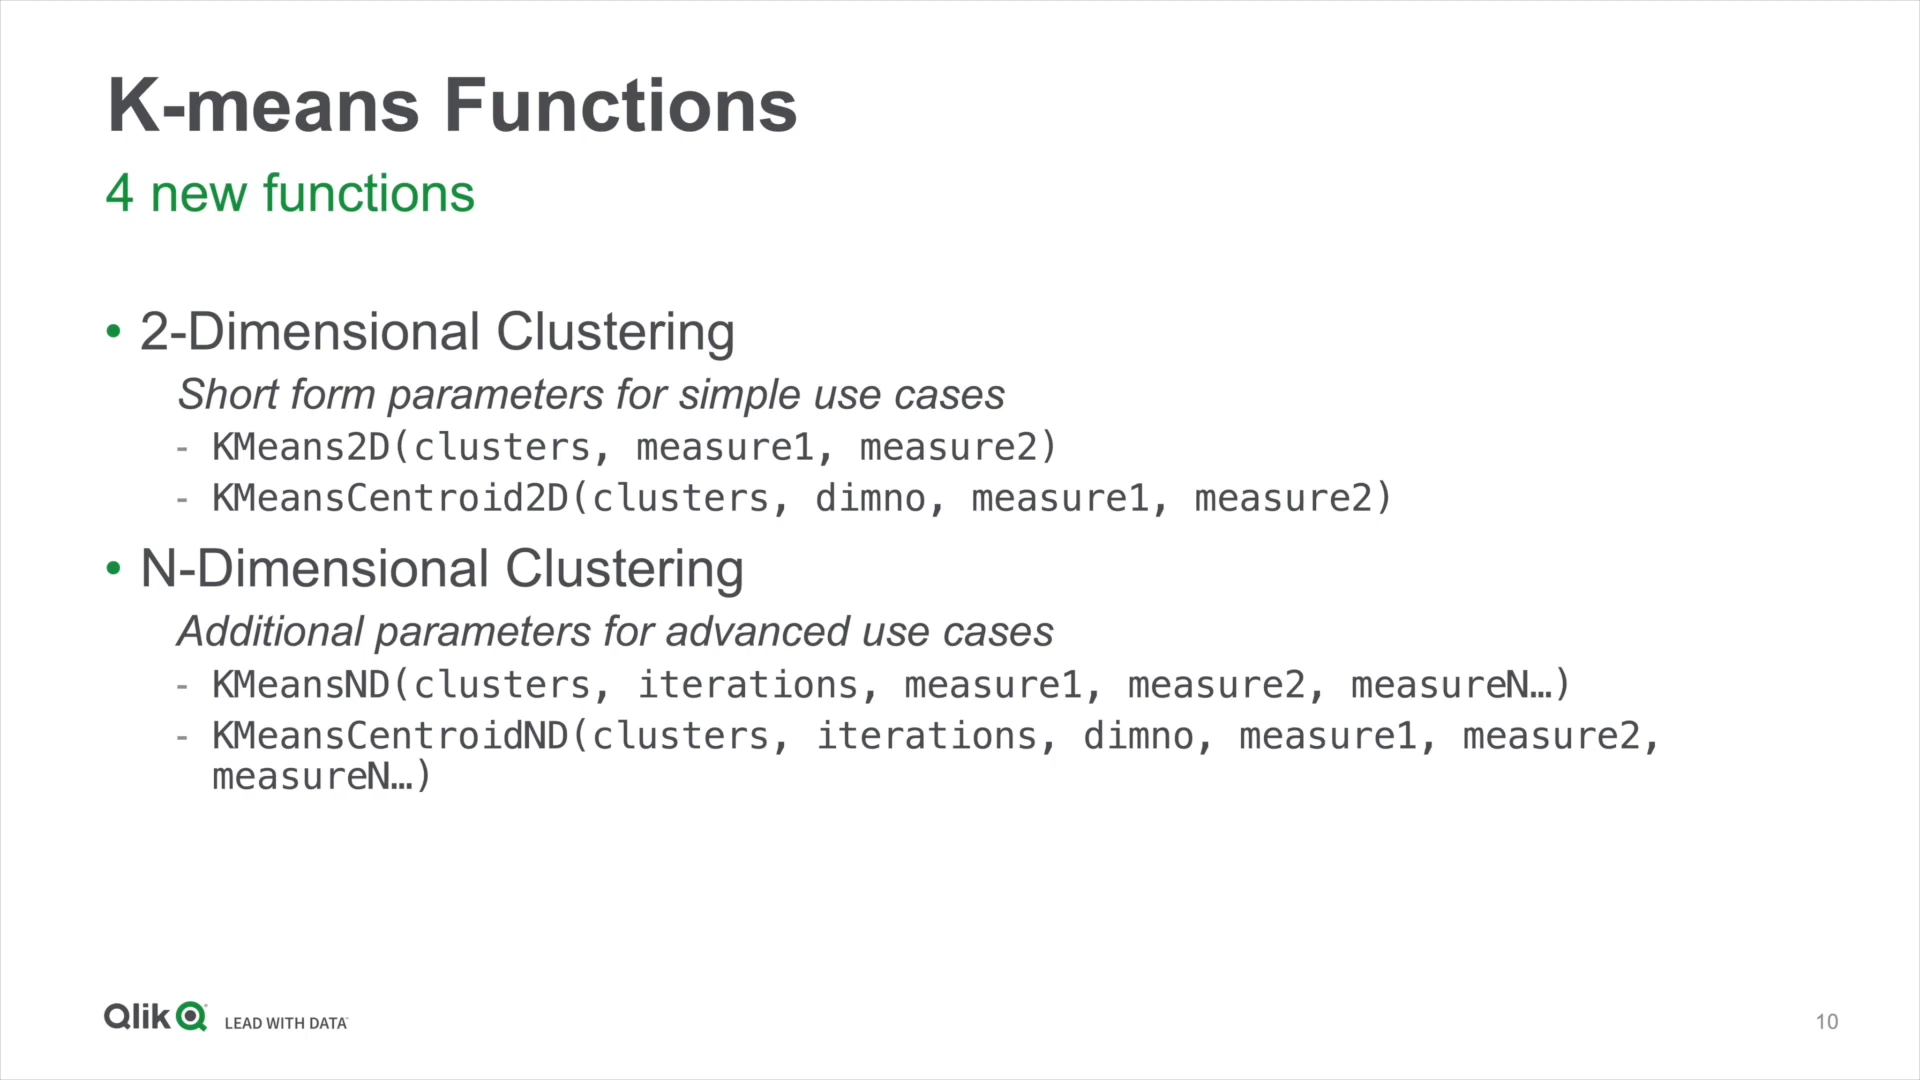 K-means Functions
4 new functions
• 2-Dimensional Clustering
Short form parameters for simple use cases
- KMeans2D(clusters, measure1, measure2)
- KMeansCentroid2D(clusters, dimno, measure1, measure2)
• N-Dimensional Clustering
Additional parameters for advanced use cases
- KMeansND(clusters, iterations, measure1, measure2, measureN…)
- KMeansCentroidND(clusters, iterations, dimno, measure1, measure2,
measureN…)
Qlik LEAD WITH DATA
10